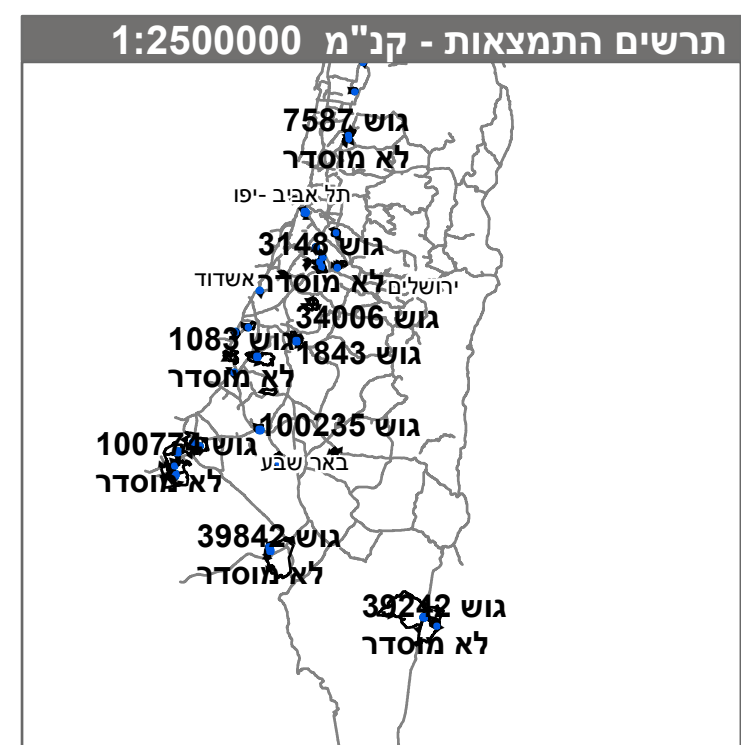 תרשים התמצאות - קנ"מ 1:2500000
גוש 7587
לא מוסדר
תל אביב -יפו
גוש 3148
לא מוסדר
אשדוד
ירושלים
גוש 34006
גוש 1083
גוש 1843
לא מוסדר
גוש 100235
גוש 100774
באר שבע
לא מוסדר
גוש 39842
לא מוסדר
גוש 39242
לא מוסדר